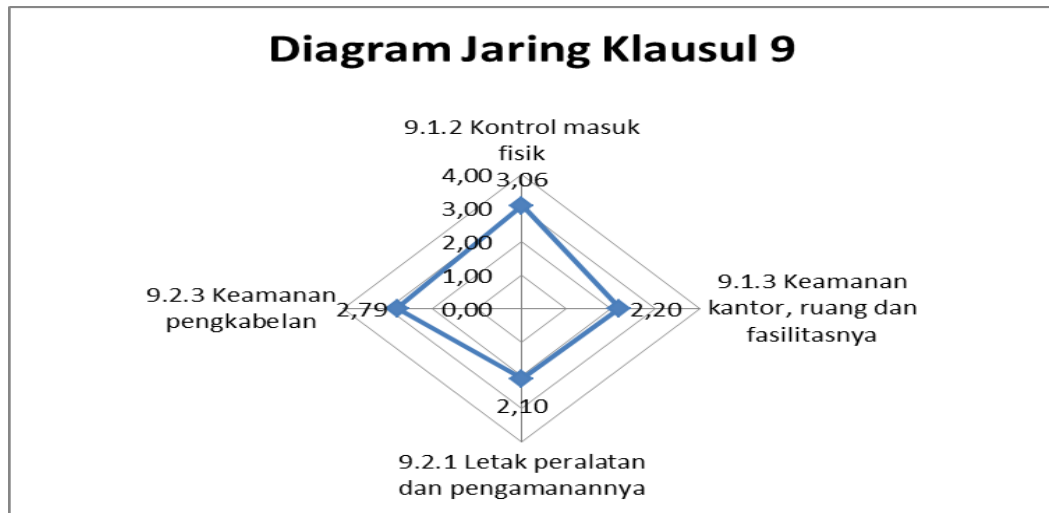 Diagram Jaring Klausul 9
9.1.2 Kontrol masuk
fisik
4,00
3,06
3,00
2,00
1,00
0,00
9.1.3 Keamanan
kantor, ruang dan
fasilitasnya
2,20
2,10
9.2.1 Letak peralatan
dan pengamanannya
9.2.3 Keamanan
pengkabelan
2,79